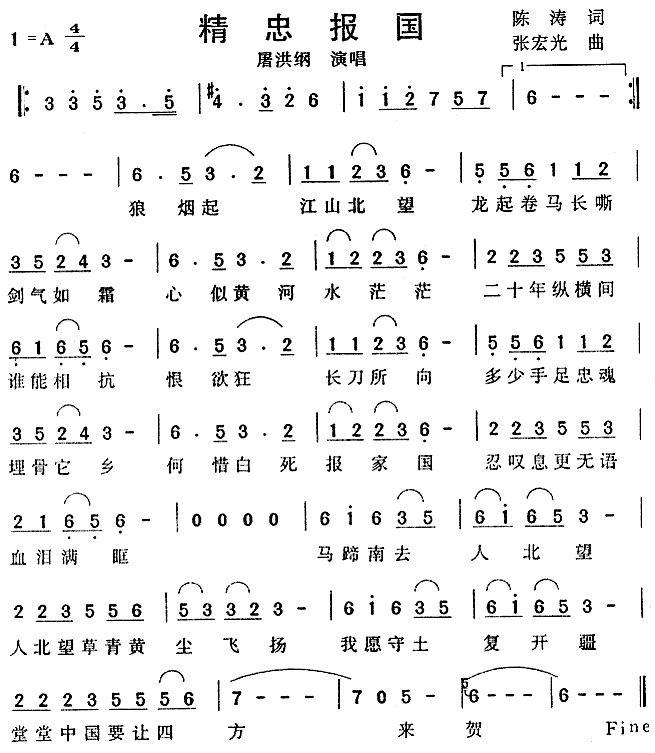 1=A 4/4 精忠报国 陈涛 词
屠洪纲 演唱 张宏光 曲
3 3 5 3 . 5 | #4 . 3 2 6 | 1 1 2 7 5 7 | 1 6 - - -
6 - - - | 6 . 5 3 . 2 | 1 1 2 3 6 - | 5 5 6 1 1 2
狼烟起 江山北望 龙起卷马长嘶
3 5 2 4 3 - | 6 . 5 3 . 2 | 1 2 2 3 6 - | 2 2 3 5 5 3
剑气如霜 心似黄河水茫茫 二十年纵横间
6 1 6 5 6 - | 6 . 5 3 . 2 | 1 1 2 3 6 - | 5 5 6 1 1 2
谁能相抗 恨欲狂 长刀所向 多少手足忠魂
3 5 2 4 3 - | 6 . 5 3 . 2 | 1 2 2 3 6 - | 2 2 3 5 5 3
埋骨它乡 何惜白死报家国 忍叹息更无语
2 1 6 5 6 - | 0 0 0 0 | 6 1 6 3 5 | 6 1 6 5 3 -
血泪满眶 马蹄南去 人北望
2 2 3 5 5 6 | 5 3 3 2 3 - | 6 1 6 3 5 | 6 1 6 5 3 -
人北望草青黄 尘飞扬 我愿守土 复开疆
2 2 2 3 5 5 6 | 7 - - - | 7 0 5 - | 5 6 - - - | 6 - - -
堂堂中国要让四方 来贺 Fine